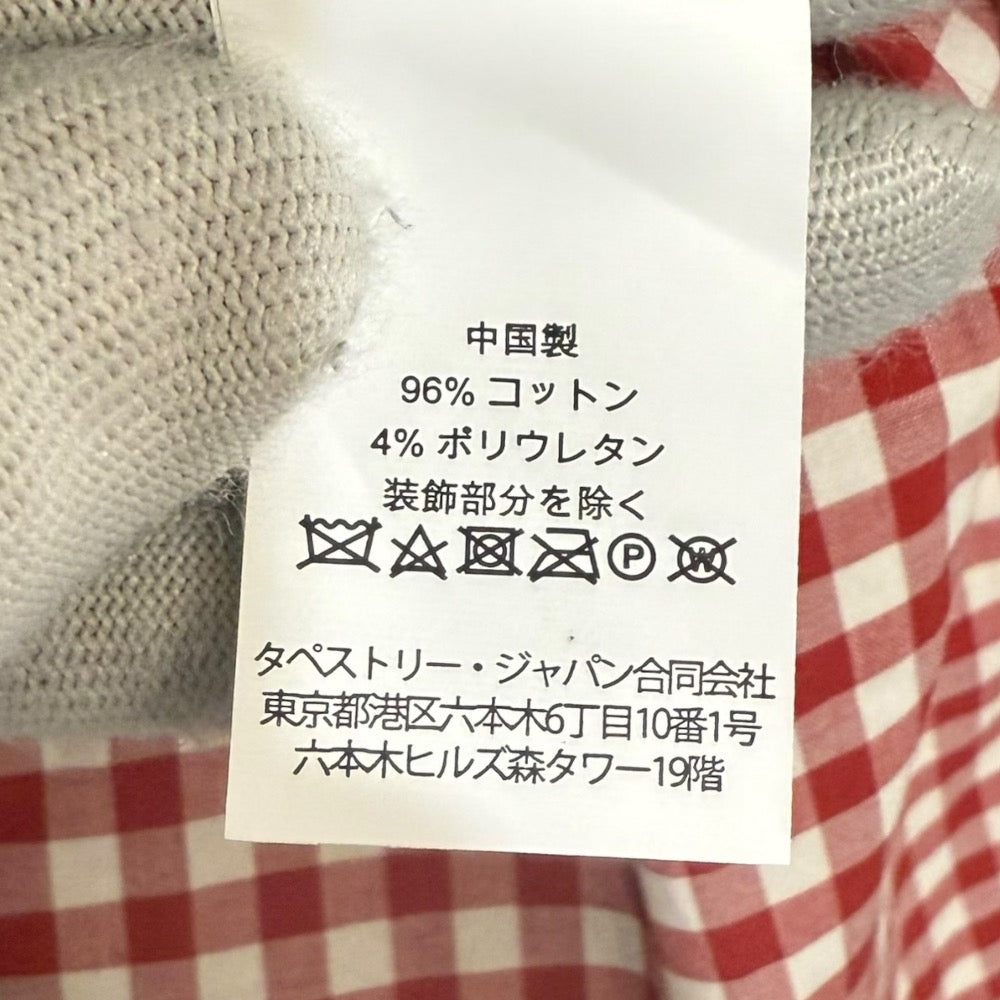 中国製
96% コットン
4% ポリウレタン
装飾部分を除く
P W
タペストリー・ジャパン合同会社
東京都港区六本木6丁目10番1号
六本木ヒルズ森タワー19階